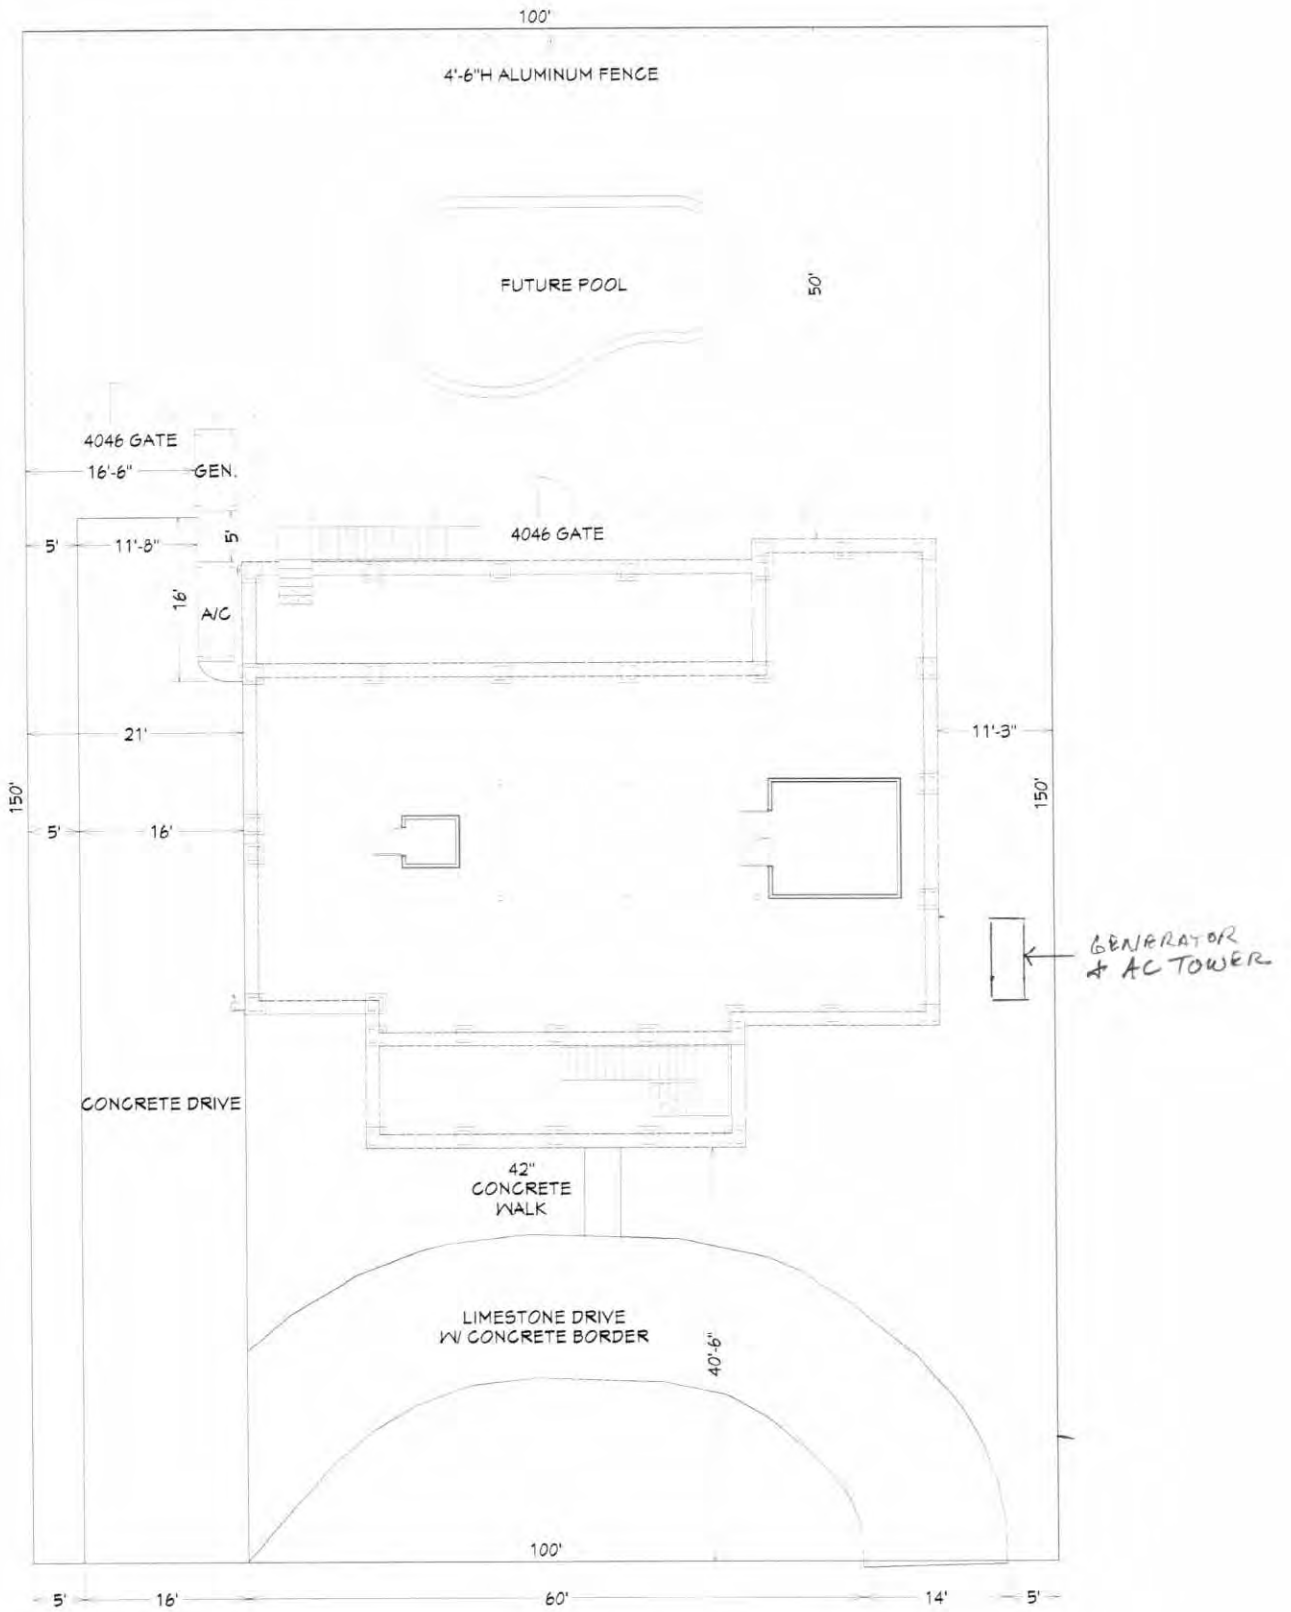 100'
4'-6"H ALUMINUM FENCE
FUTURE POOL
50'
4046 GATE
16'-6"
GEN.
5'
11'-8"
5'
4046 GATE
16'
A/C
21'
11'-3"
150'
150'
5'
16'
GENERATOR
& AC TOWER
CONCRETE DRIVE
42"
CONCRETE
WALK
LIMESTONE DRIVE
W/ CONCRETE BORDER
40'-6"
100'
5'
16'
60'
14'
5'